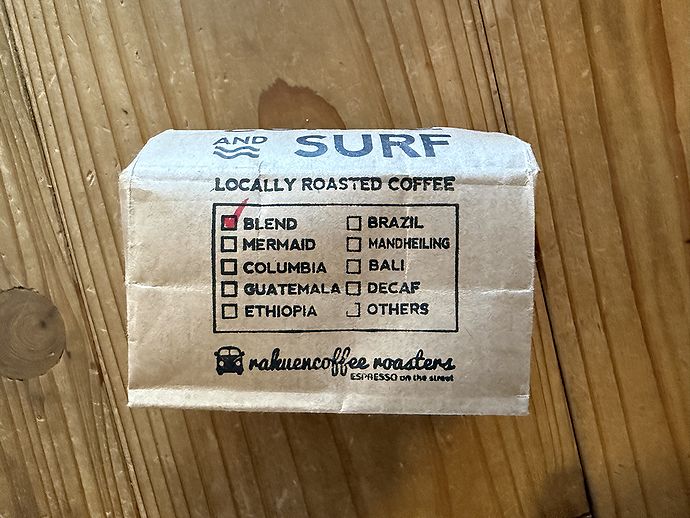 AND SURF
LOCALLY ROASTED COFFEE
BLEND BRAZIL
MERMAID MANDHEILING
COLUMBIA BALI
GUATEMALA DECAF
ETHIOPIA OTHERS
rakuencoffee roasters
ESPRESSO on the street